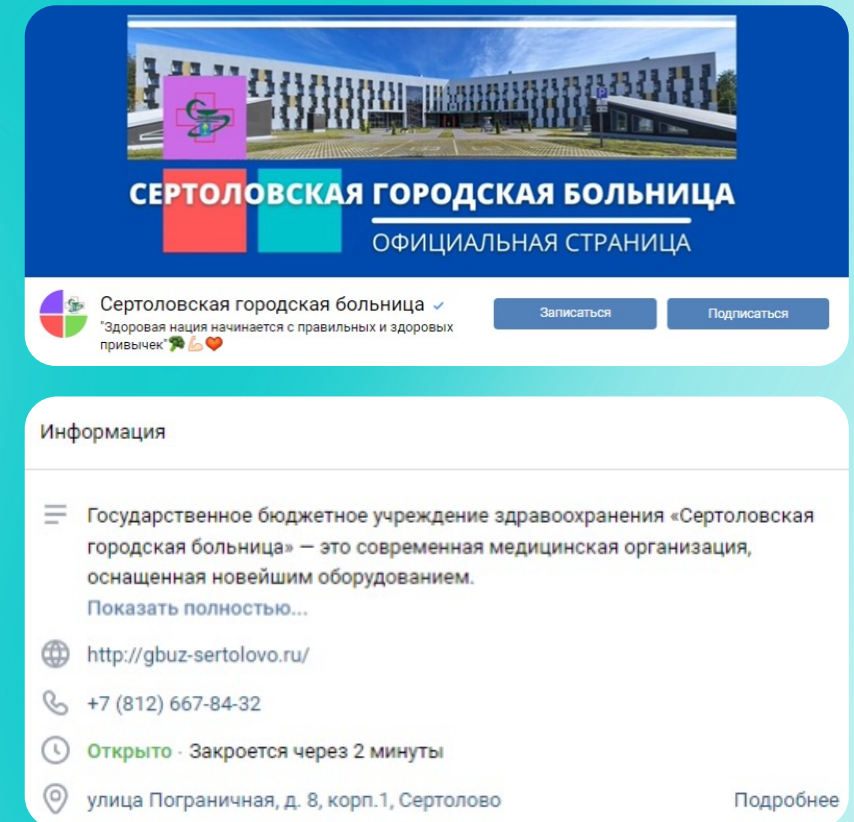 СЕРТОЛОВСКАЯ ГОРОДСКАЯ БОЛЬНИЦА
ОФИЦИАЛЬНАЯ СТРАНИЦА
Сертоловская городская больница
"Здоровая нация начинается с правильных и здоровых
привычек"🥦💪🏻❤️
Записаться
Подписаться
Информация
Государственное бюджетное учреждение здравоохранения «Сертоловская
городская больница» — это современная медицинская организация,
оснащенная новейшим оборудованием.
Показать полностью...
http://gbuz-sertolovo.ru/
+7 (812) 667-84-32
Открыто · Закроется через 2 минуты
улица Пограничная, д. 8, корп.1, Сертолово
Подробнее